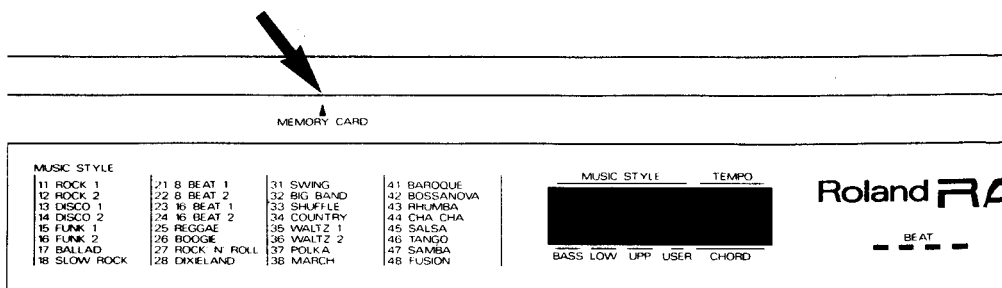 MEMORY CARD
MUSIC STYLE
11 ROCK 1
12 ROCK 2
13 DISCO 1
14 DISCO 2
15 FUNK 1
16 FUNK 2
17 BALLAD
18 SLOW ROCK
21 8 BEAT 1
22 8 BEAT 2
23 16 BEAT 1
24 16 BEAT 2
25 REGGAE
26 BOOGIE
27 ROCK N' ROLL
28 DIXIELAND
31 SWING
32 BIG BAND
33 SHUFFLE
34 COUNTRY
35 WALTZ 1
36 WALTZ 2
37 POLKA
38 MARCH
41 BAROQUE
42 BOSSANOVA
43 RHUMBA
44 CHA CHA
45 SALSA
46 TANGO
47 SAMBA
48 FUSION
MUSIC STYLE TEMPO
BASS LOW UPP USER CHORD
Roland RA
BEAT